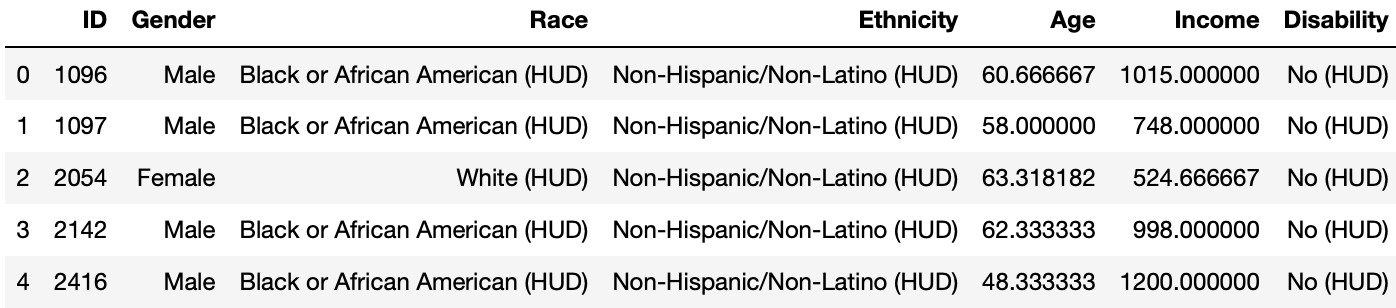 ID Gender Race Ethnicity Age Income Disability
0 1096 Male Black or African American (HUD) Non-Hispanic/Non-Latino (HUD) 60.666667 1015.000000 No (HUD)
1 1097 Male Black or African American (HUD) Non-Hispanic/Non-Latino (HUD) 58.000000 748.000000 No (HUD)
2 2054 Female White (HUD) Non-Hispanic/Non-Latino (HUD) 63.318182 524.666667 No (HUD)
3 2142 Male Black or African American (HUD) Non-Hispanic/Non-Latino (HUD) 62.333333 998.000000 No (HUD)
4 2416 Male Black or African American (HUD) Non-Hispanic/Non-Latino (HUD) 48.333333 1200.000000 No (HUD)